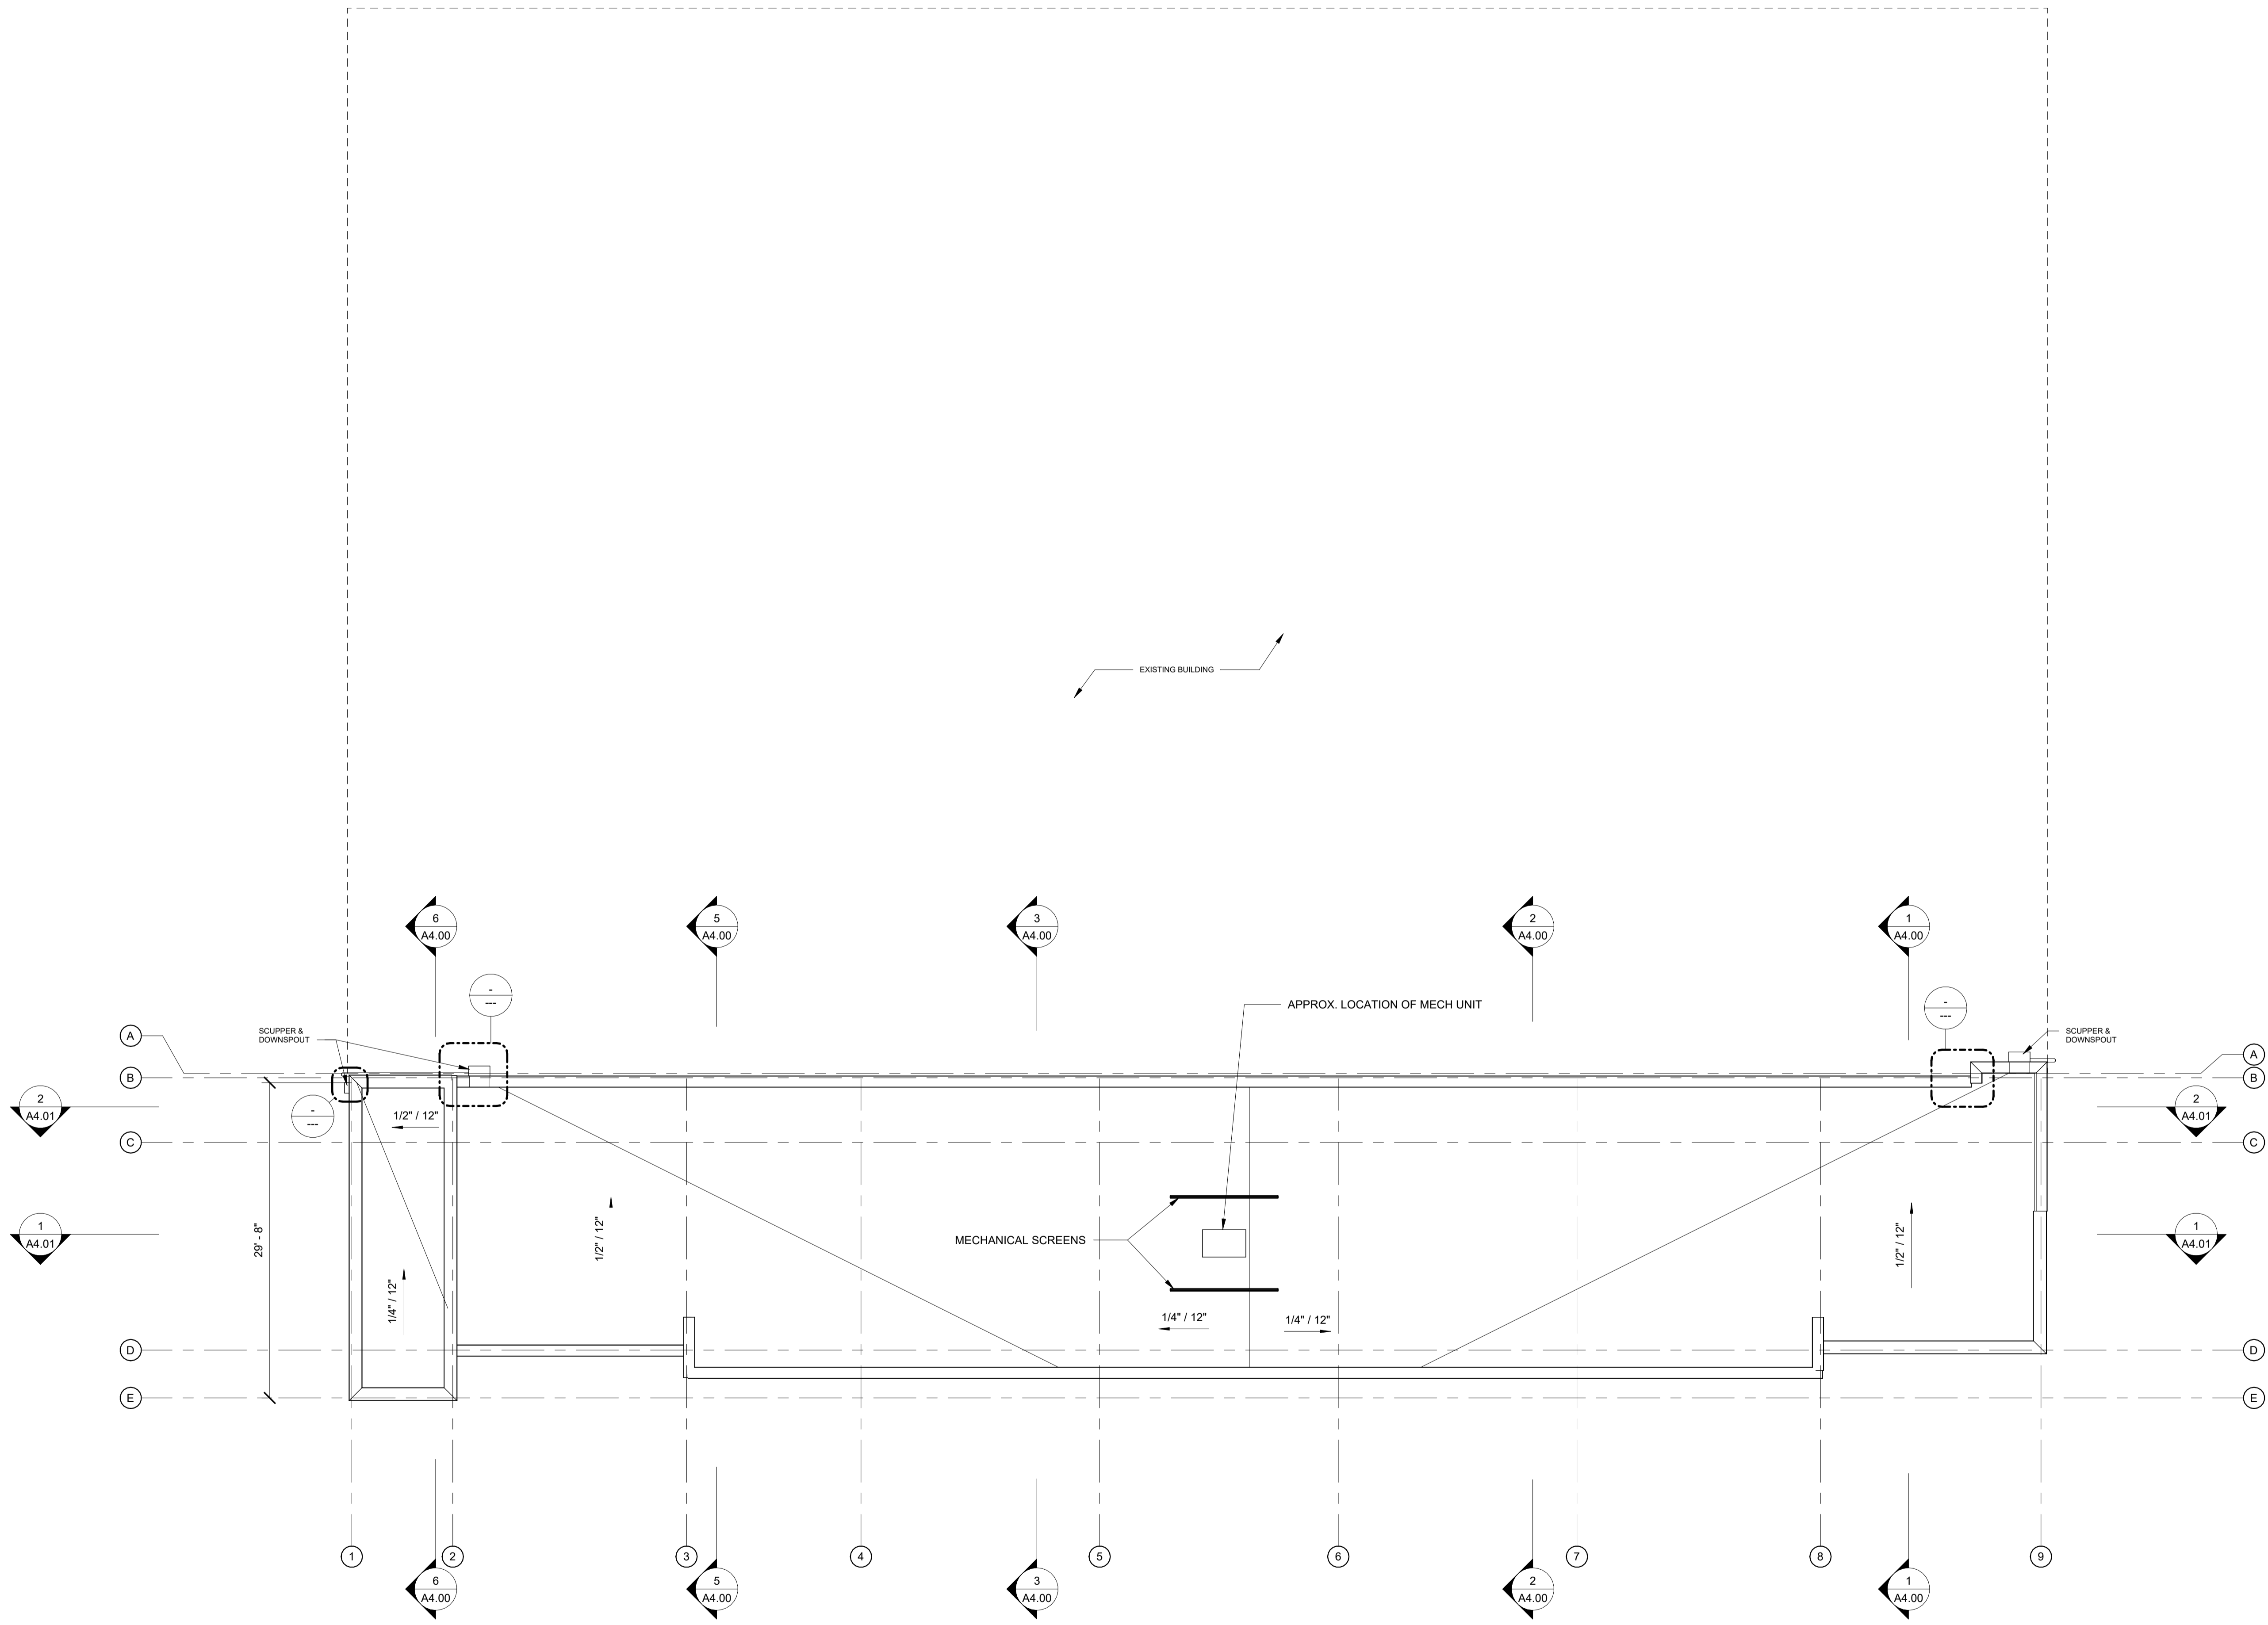 EXISTING BUILDING
6
A4.00
5
A4.00
3
A4.00
2
A4.00
1
A4.00
-
---
-
---
APPROX. LOCATION OF MECH UNIT
SCUPPER &
DOWNSPOUT
SCUPPER &
DOWNSPOUT
A
A
B
B
2
A4.01
2
A4.01
-
---
1/2" / 12"
C
C
1
A4.01
1
A4.01
29' - 8"
1/2" / 12"
1/2" / 12"
MECHANICAL SCREENS
1/4" / 12"
1/4" / 12"
1/4" / 12"
D
D
E
E
1
2
3
4
5
6
7
8
9
6
A4.00
5
A4.00
3
A4.00
2
A4.00
1
A4.00